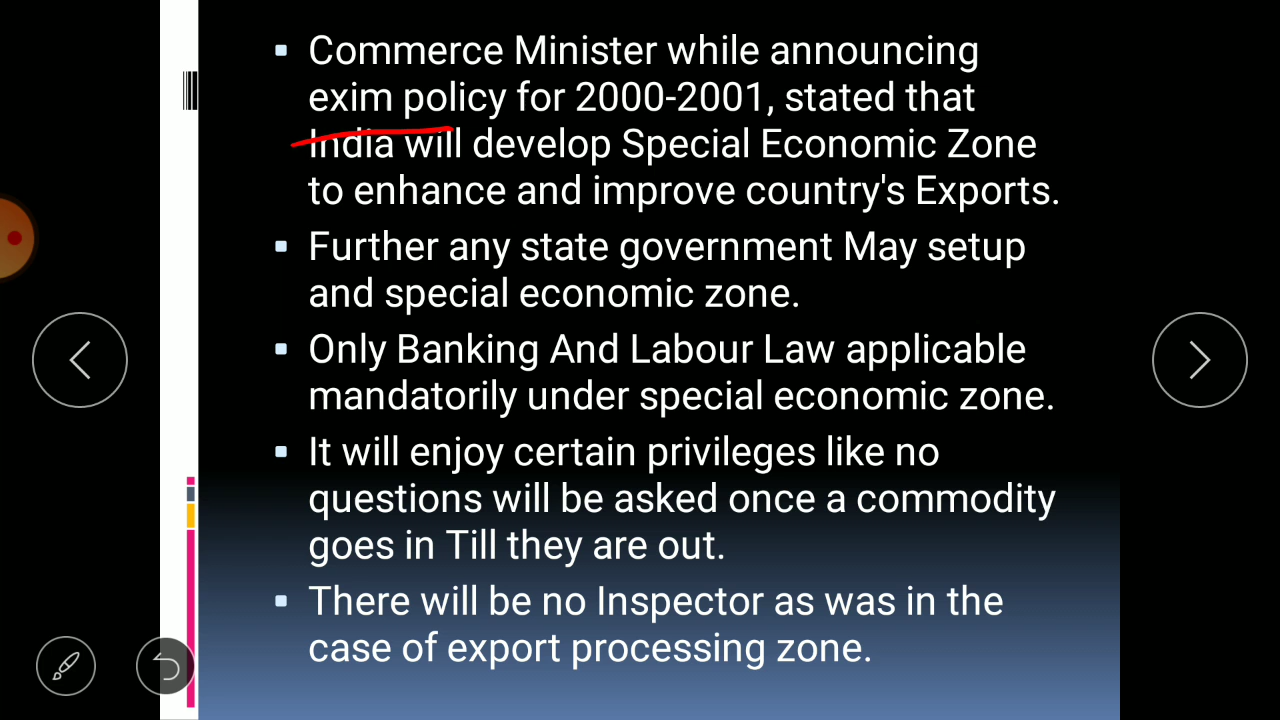 Commerce Minister while announcing
exim policy for 2000-2001, stated that
India will develop Special Economic Zone
to enhance and improve country's Exports.
Further any state government May setup
and special economic zone.
Only Banking And Labour Law applicable
mandatorily under special economic zone.
It will enjoy certain privileges like no
questions will be asked once a commodity
goes in Till they are out.
There will be no Inspector as was in the
case of export processing zone.